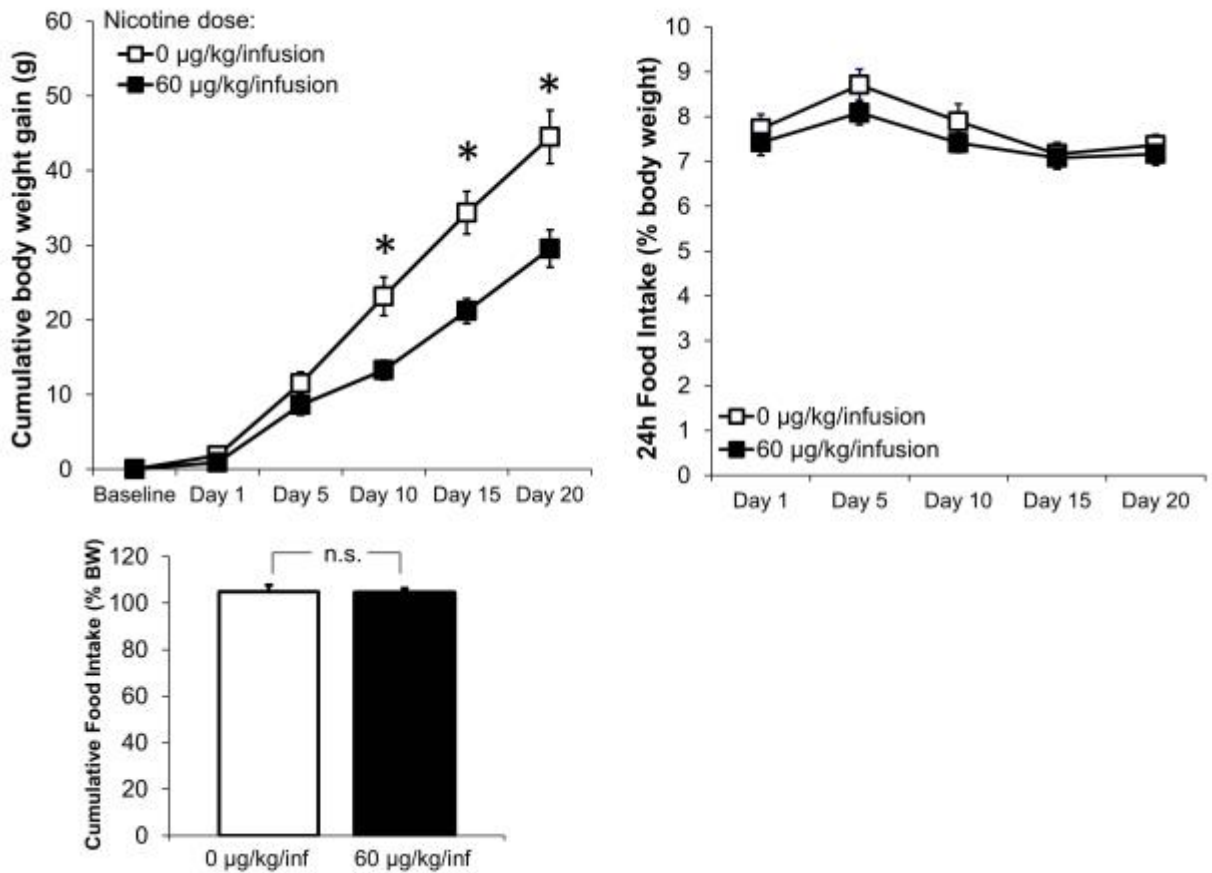 Cumulative body weight gain (g)
60
50
40
30
20
10
0
Nicotine dose:
0 µg/kg/infusion
60 µg/kg/infusion
*
*
*
Baseline Day 1 Day 5 Day 10 Day 15 Day 20
24h Food Intake (% body weight)
10
9
8
7
6
5
4
3
2
1
0
0 µg/kg/infusion
60 µg/kg/infusion
Day 1 Day 5 Day 10 Day 15 Day 20
Cumulative Food Intake (% BW)
120
100
80
60
40
20
0
n.s.
0 µg/kg/inf 60 µg/kg/inf